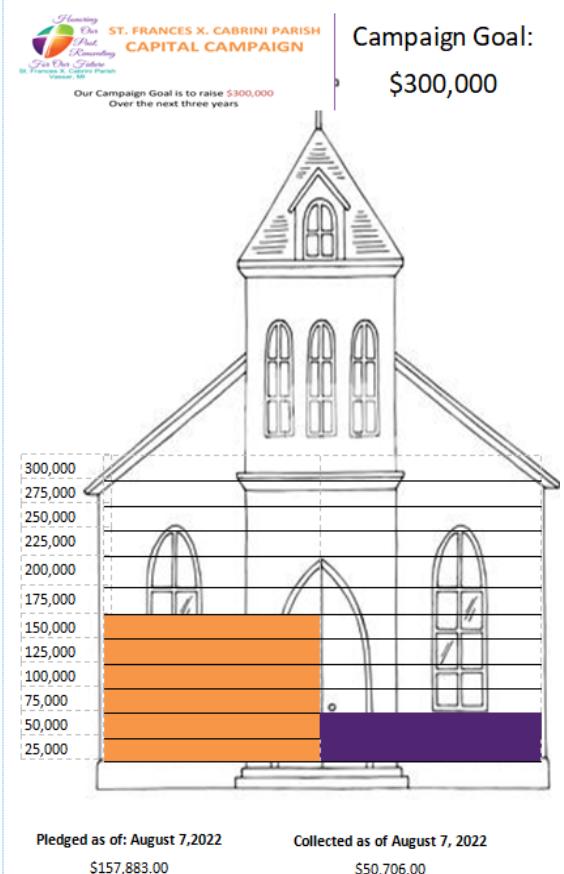 Honoring
Our
Past,
Remodeling
For Our Future
St. Frances X. Cabrini Parish
Vassar, MI
ST. FRANCES X. CABRINI PARISH
CAPITAL CAMPAIGN
Our Campaign Goal is to raise $300,000
Over the next three years
Campaign Goal:
$300,000
300,000
275,000
250,000
225,000
200,000
175,000
150,000
125,000
100,000
75,000
50,000
25,000
Pledged as of: August 7,2022
Collected as of August 7, 2022
$157,883.00
$50,706.00